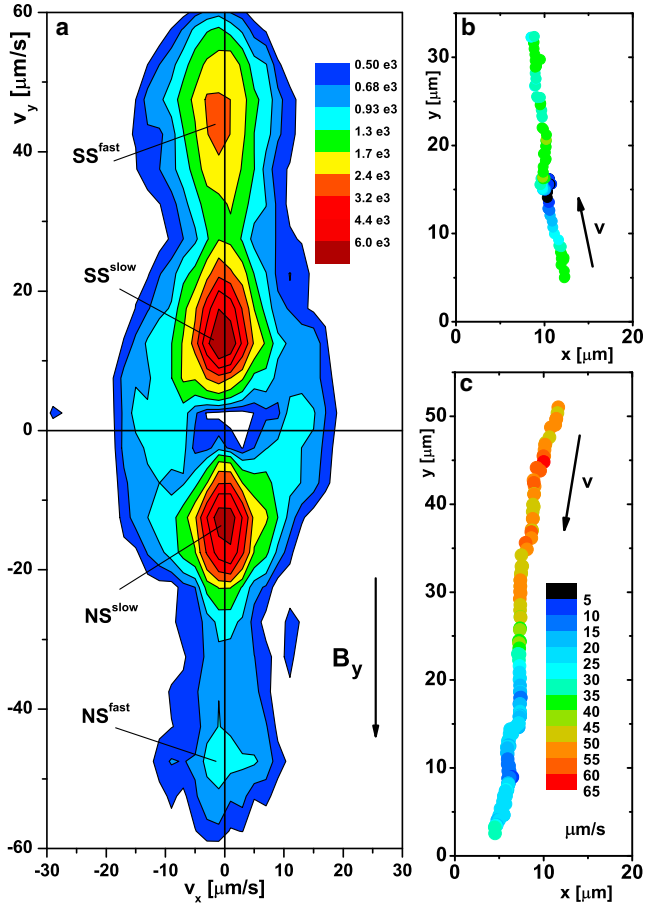 a
v_y [μm/s]
60
40
20
0
-20
-40
-60
-30
-20
-10
0
10
20
30
v_x [μm/s]
SS^fast
SS^slow
NS^slow
NS^fast
B_y
0.50 e3
0.68 e3
0.93 e3
1.3 e3
1.7 e3
2.4 e3
3.2 e3
4.4 e3
6.0 e3
b
y [μm]
30
20
10
0
0
10
20
x [μm]
v
c
y [μm]
50
40
30
20
10
0
0
10
20
x [μm]
v
5
10
15
20
25
30
35
40
45
50
55
60
65
μm/s